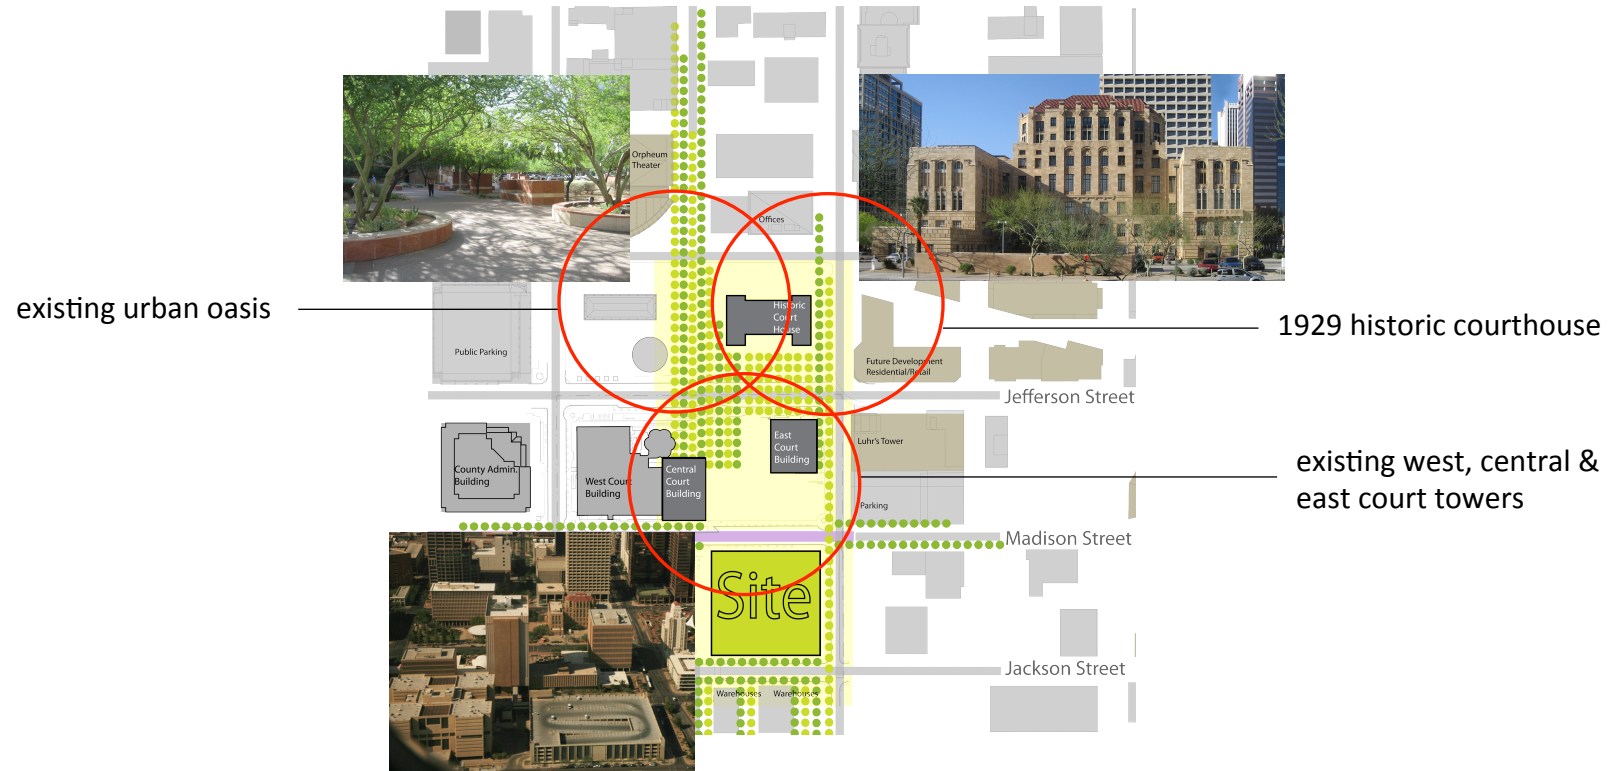 Orpheum
Theater
Offices
existing urban oasis
Historic
Court
House
1929 historic courthouse
Public Parking
Future Development
Residential/Retail
Jefferson Street
East
Court
Building
Luhr's Tower
County Admin.
Building
West Court
Building
Central
Court
Building
existing west, central &
east court towers
Parking
Madison Street
Site
Jackson Street
Warehouses
Warehouses